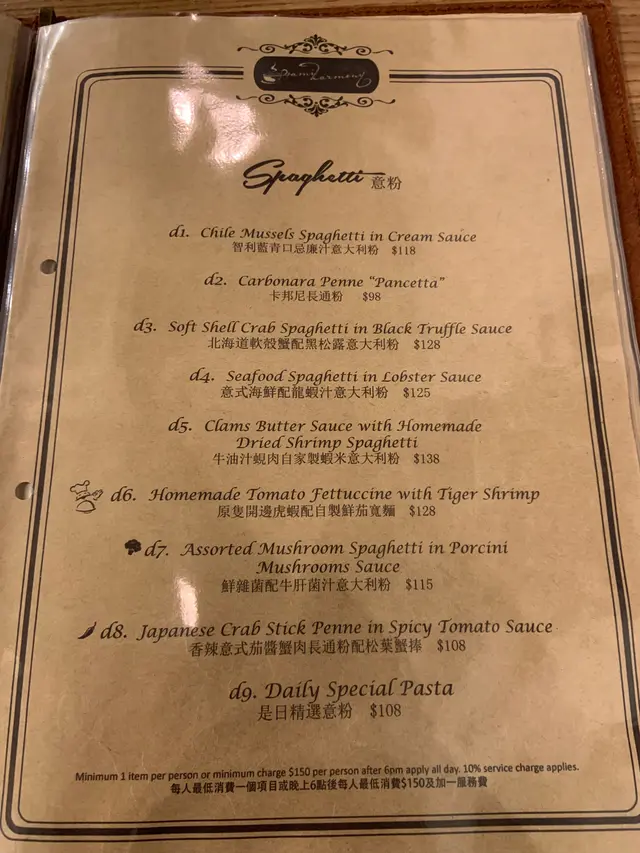 harmony
Spaghetti 意粉
d1. Chile Mussels Spaghetti in Cream Sauce
智利藍青口忌廉汁意大利粉 $118
d2. Carbonara Penne "Pancetta"
卡邦尼長通粉 $98
d3. Soft Shell Crab Spaghetti in Black Truffle Sauce
北海道軟殼蟹配黑松露意大利粉 $128
d4. Seafood Spaghetti in Lobster Sauce
意式海鮮配龍蝦汁意大利粉 $125
d5. Clams Butter Sauce with Homemade
Dried Shrimp Spaghetti
牛油汁蜆肉自家製蝦米意大利粉 $138
d6. Homemade Tomato Fettuccine with Tiger Shrimp
原隻開邊虎蝦配自製鮮茄寬麵 $128
d7. Assorted Mushroom Spaghetti in Porcini
Mushrooms Sauce
鮮雜菌配牛肝菌汁意大利粉 $115
d8. Japanese Crab Stick Penne in Spicy Tomato Sauce
香辣意式茄醬蟹肉長通粉配松葉蟹捧 $108
d9. Daily Special Pasta
是日精選意粉 $108
Minimum 1 item per person or minimum charge $150 per person after 6pm apply all day. 10% service charge applies.
每人最低消費一個項目或晚上6點後每人最低消費$150及加一服務費